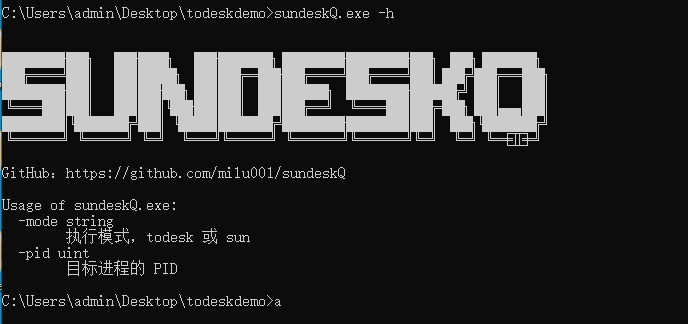 C:\Users\admin\Desktop\todeskdemo>sundeskQ.exe -h
SUNDESKQ
GitHub: https://github.com/mi1u001/sundeskQ
Usage of sundeskQ.exe:
-mode string
执行模式, todesk 或 sun
-pid uint
目标进程的 PID
C:\Users\admin\Desktop\todeskdemo>a